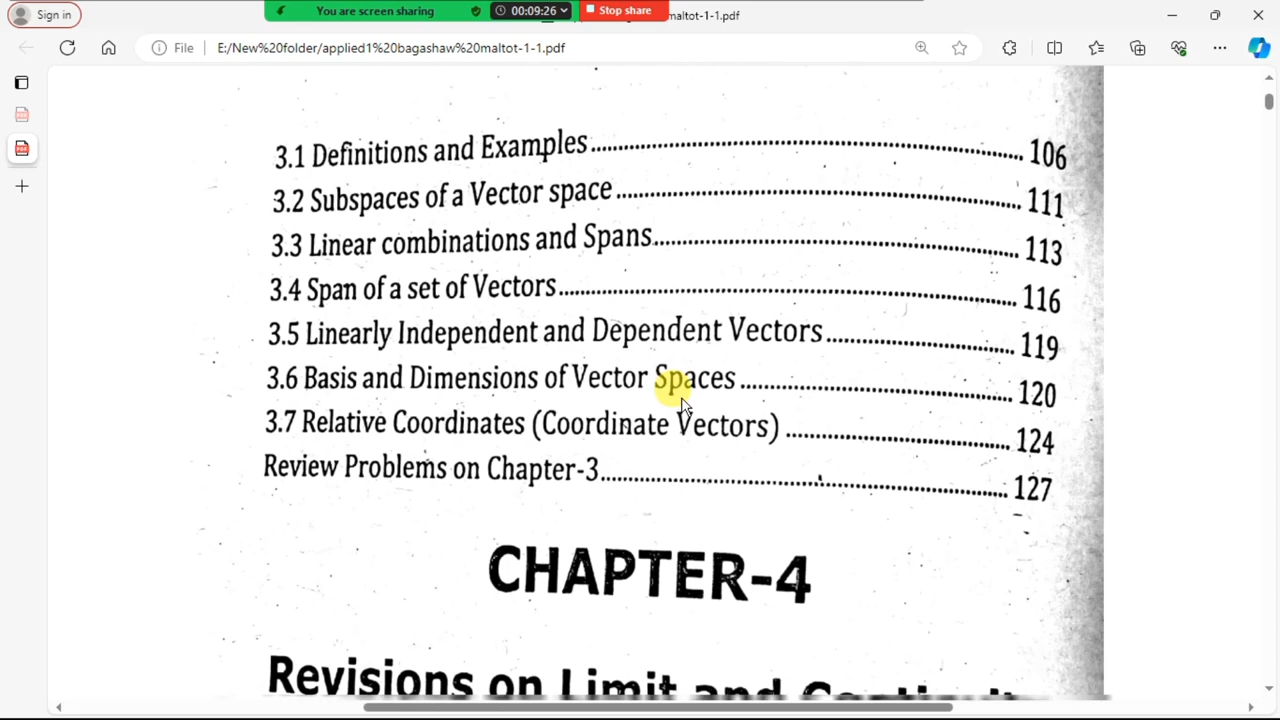 Sign in
You are screen sharing
00:09:26
Stop share
maltot-1-1.pdf
File
E:/New%20folder/applied1%20bagashaw%20maltot-1-1.pdf
3.1 Definitions and Examples 106
3.2 Subspaces of a Vector space 111
3.3 Linear combinations and Spans 113
3.4 Span of a set of Vectors 116
3.5 Linearly Independent and Dependent Vectors 119
3.6 Basis and Dimensions of Vector Spaces 120
3.7 Relative Coordinates (Coordinate Vectors) 124
Review Problems on Chapter-3 127
CHAPTER-4
Revisions on Limit and